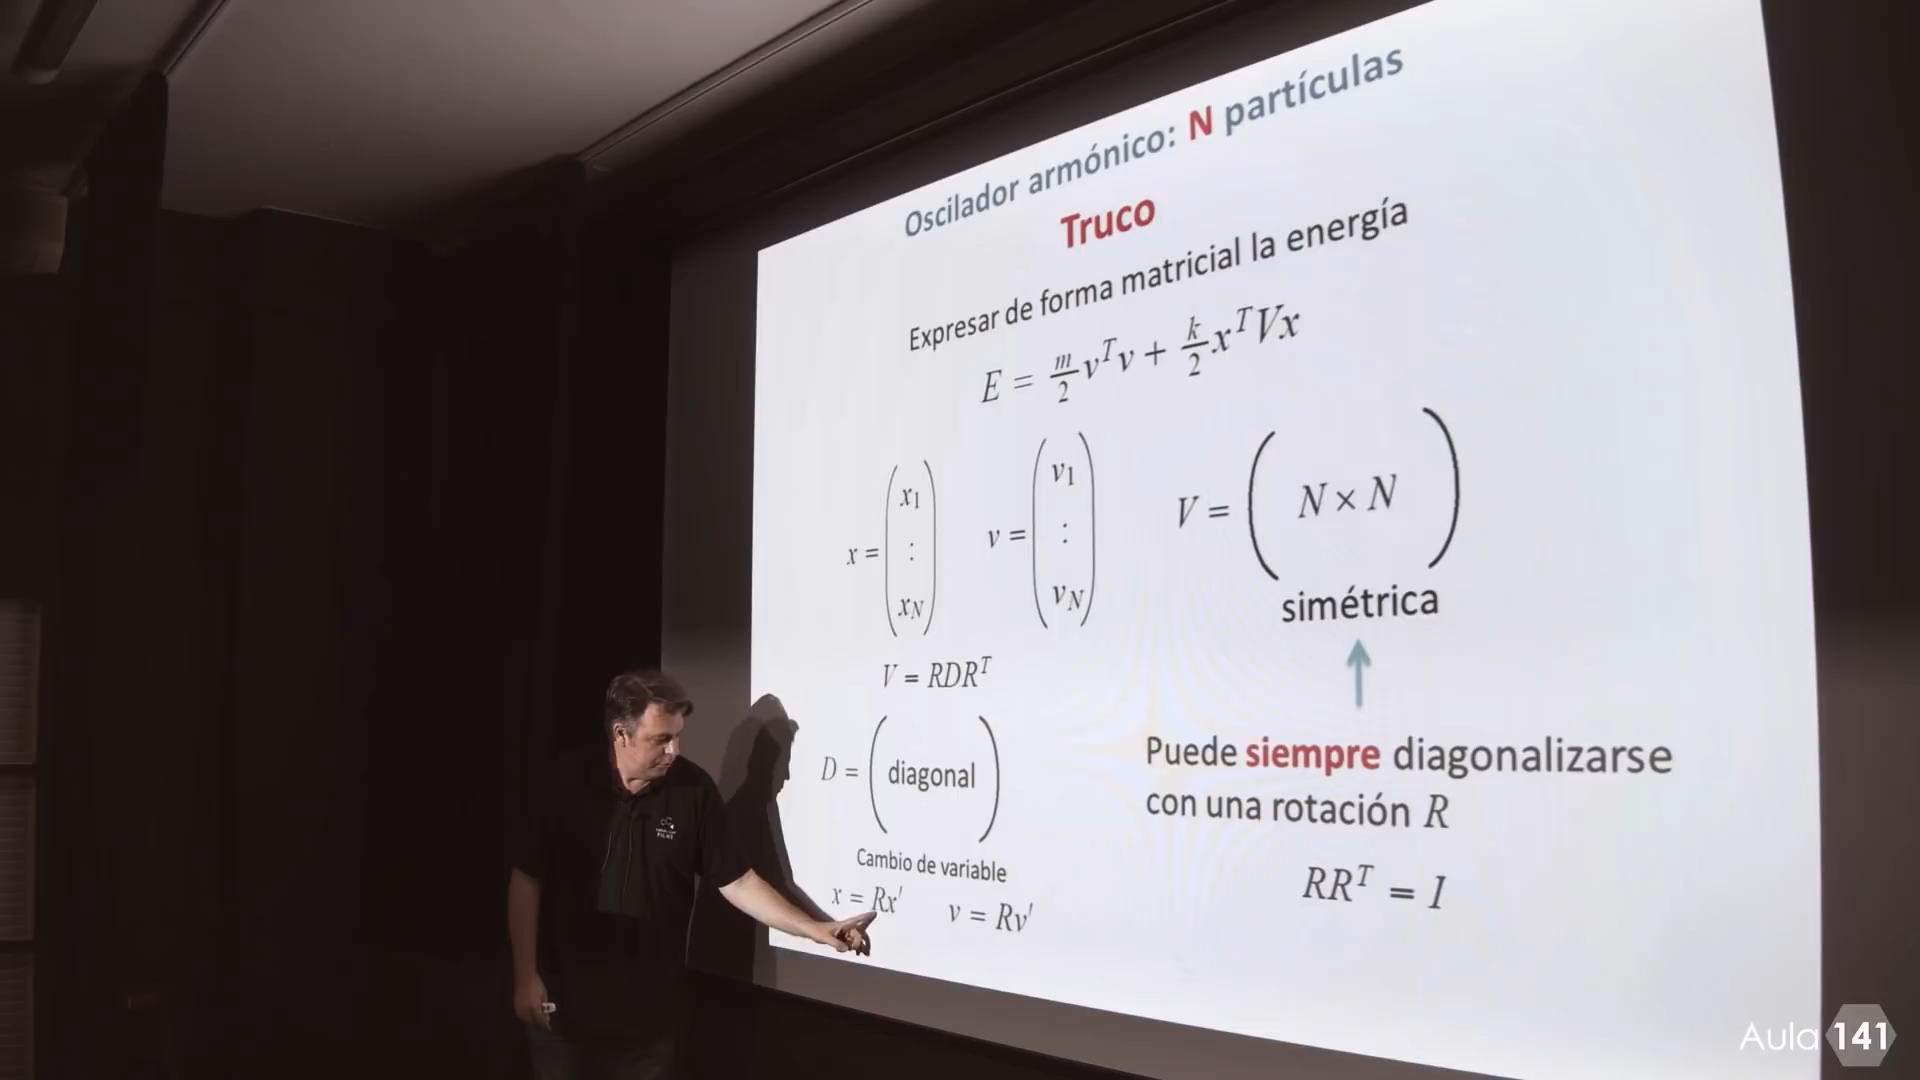 Oscilador armónico: N partículas
Truco
Expresar de forma matricial la energía
E = m/2 v^T v + k/2 x^T Vx
x = (x1 : xN) v = (v1 : vN) V = (N × N)
simétrica
V = RDR^T
D = (diagonal)
Puede siempre diagonalizarse
con una rotación R
RR^T = I
Cambio de variable
x = Rx' v = Rv'
Aula 141